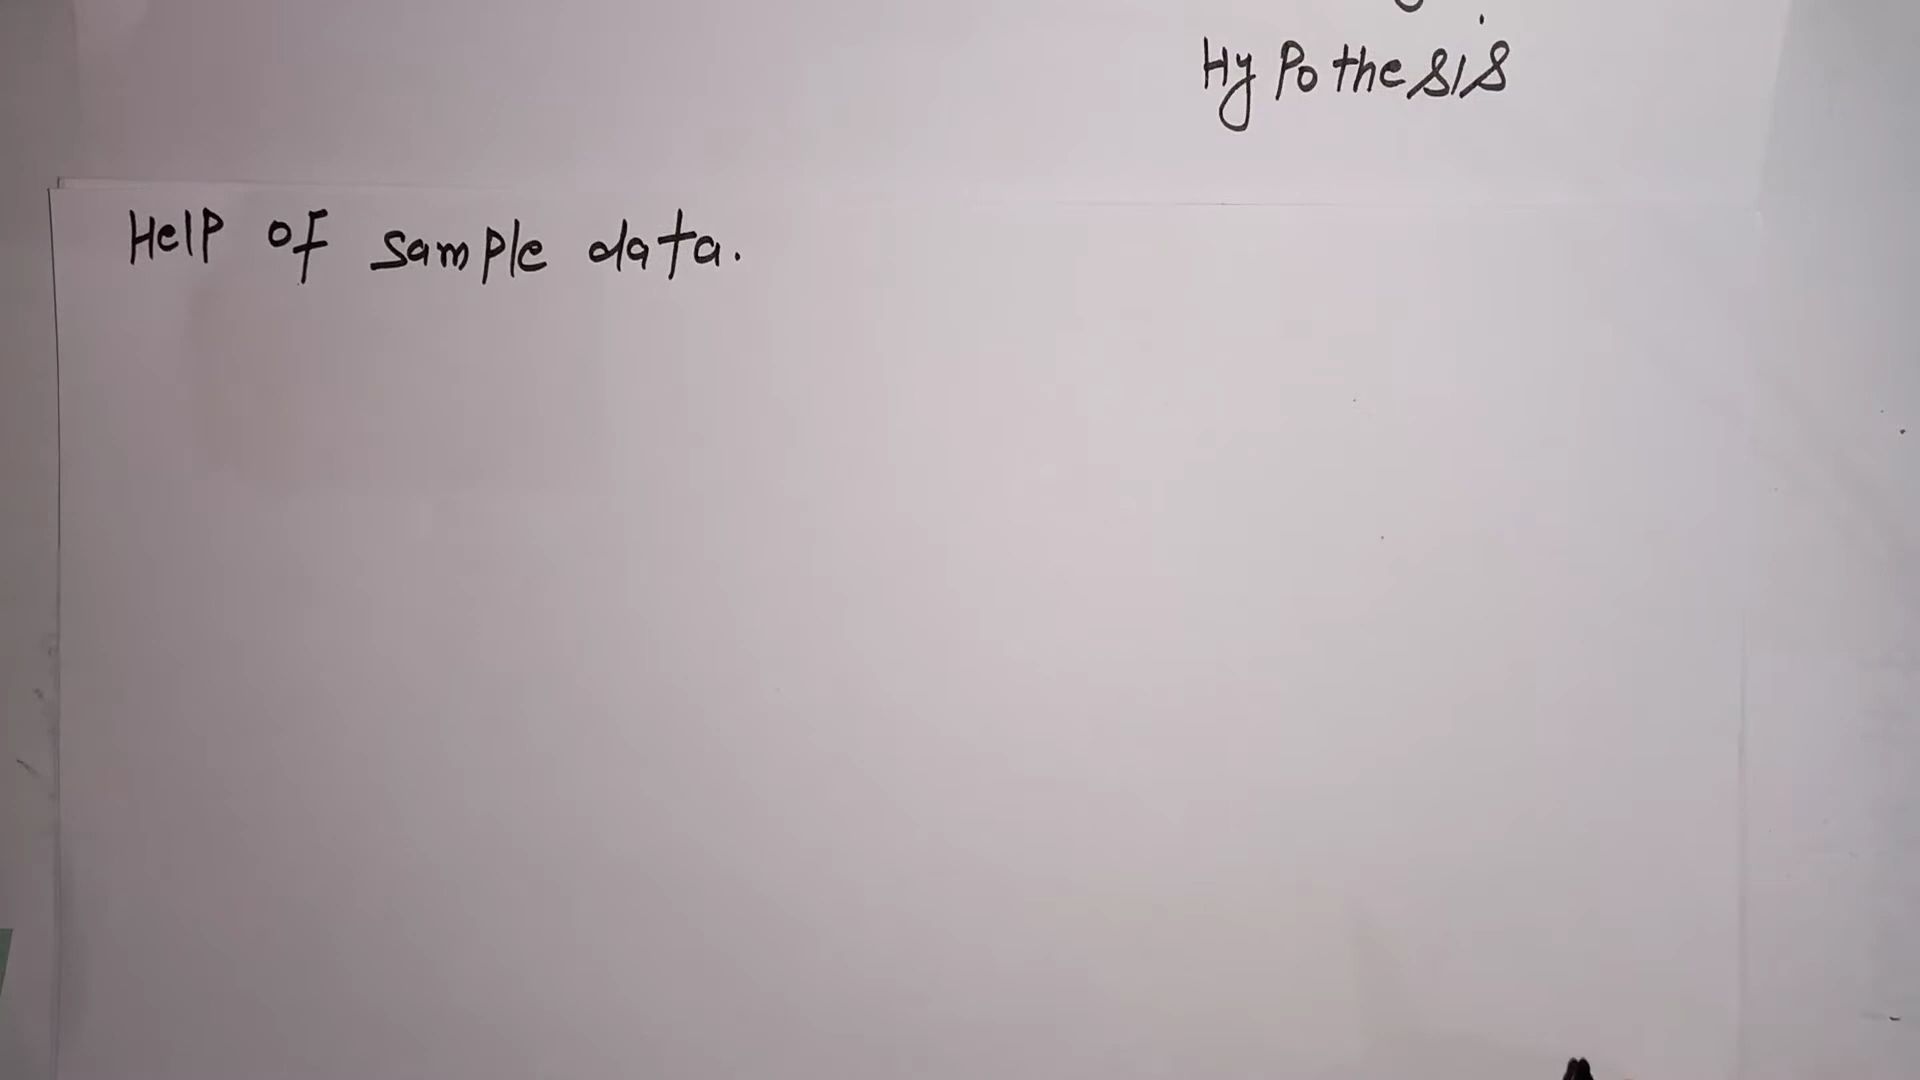 Hypothesis
Help of sample data.